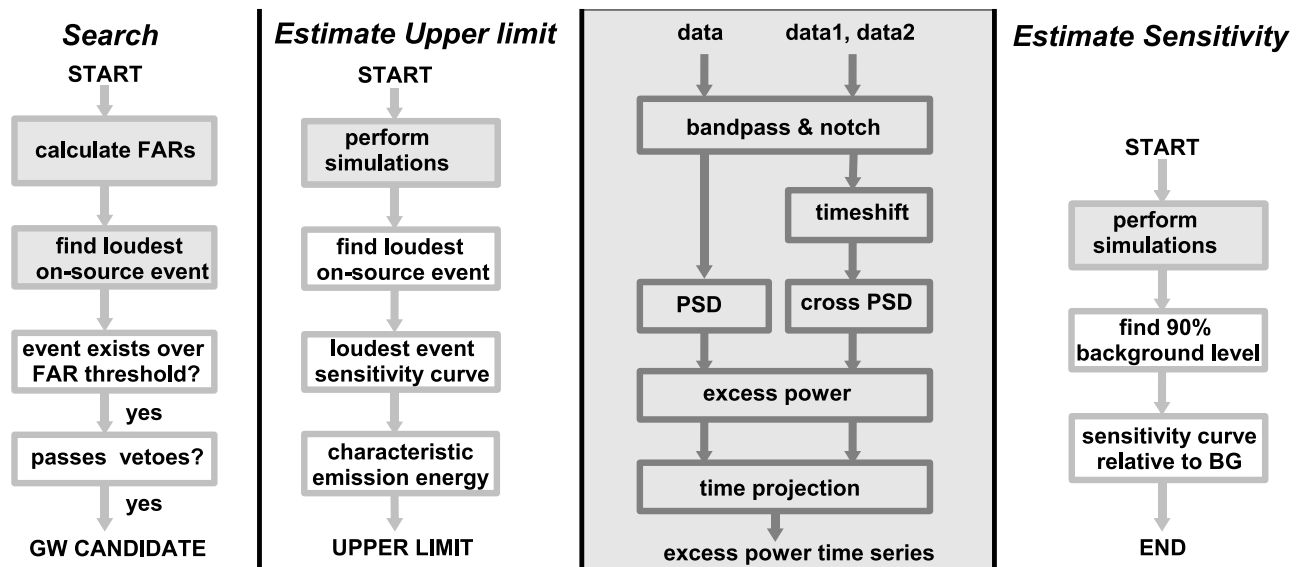 Search
START
calculate FARs
find loudest
on-source event
event exists over
FAR threshold?
yes
passes vetoes?
yes
GW CANDIDATE
Estimate Upper limit
START
perform
simulations
find loudest
on-source event
loudest event
sensitivity curve
characteristic
emission energy
UPPER LIMIT
data
data1, data2
bandpass & notch
timeshift
PSD
cross PSD
excess power
time projection
excess power time series
Estimate Sensitivity
START
perform
simulations
find 90%
background level
sensitivity curve
relative to BG
END